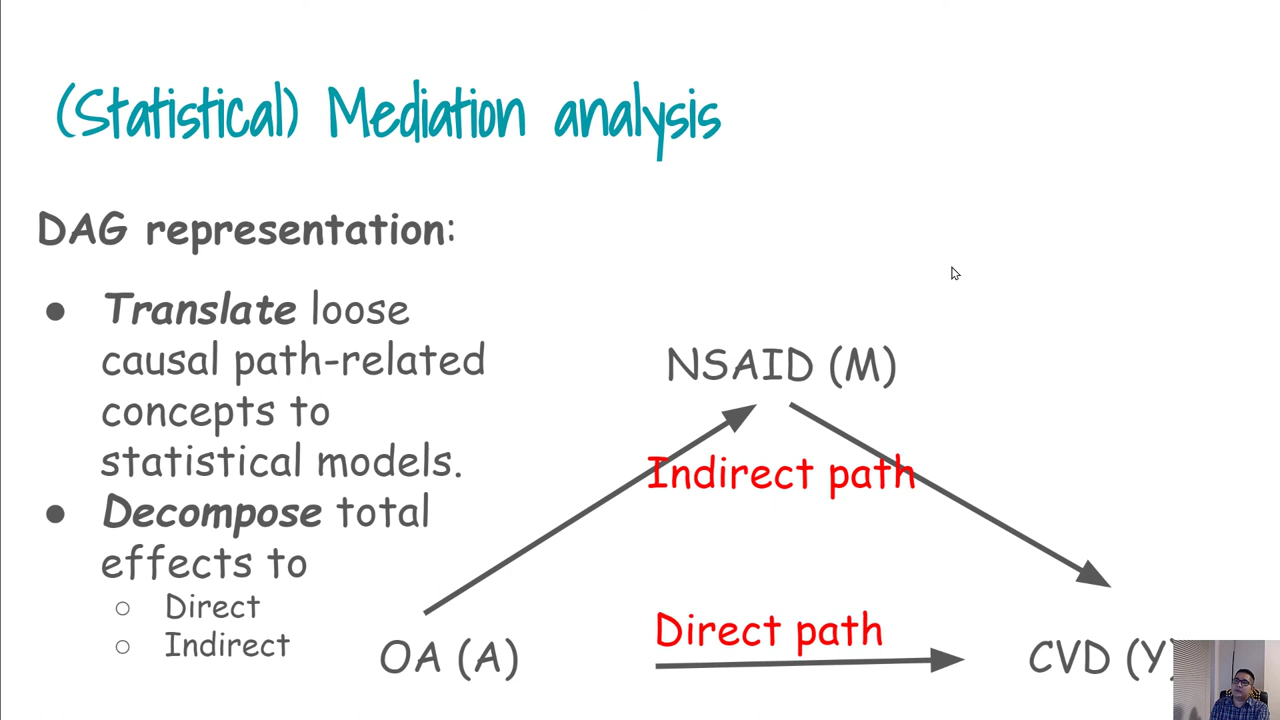 (Statistical) Mediation analysis
DAG representation:
● Translate loose
causal path-related
concepts to
statistical models.
● Decompose total
effects to
○ Direct
○ Indirect
NSAID (M)
Indirect path
Direct path
OA (A)
CVD (Y)